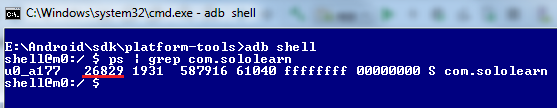 C:\Windows\system32\cmd.exe - adb shell
E:\Android\sdk\platform-tools>adb shell
shell@m0:/ $ ps | grep com.sololearn
u0_a177 26829 1931 587916 61040 ffffffff 00000000 S com.sololearn
shell@m0:/ $